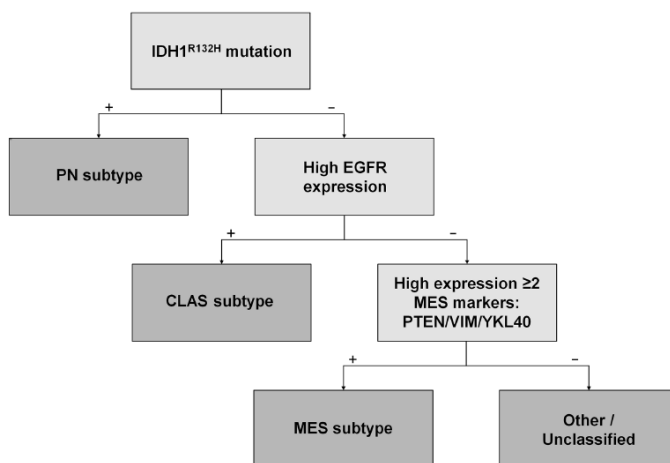 IDH1R132H mutation
+
–
PN subtype
High EGFR
expression
+
–
CLAS subtype
High expression ≥2
MES markers:
PTEN/VIM/YKL40
+
–
MES subtype
Other /
Unclassified